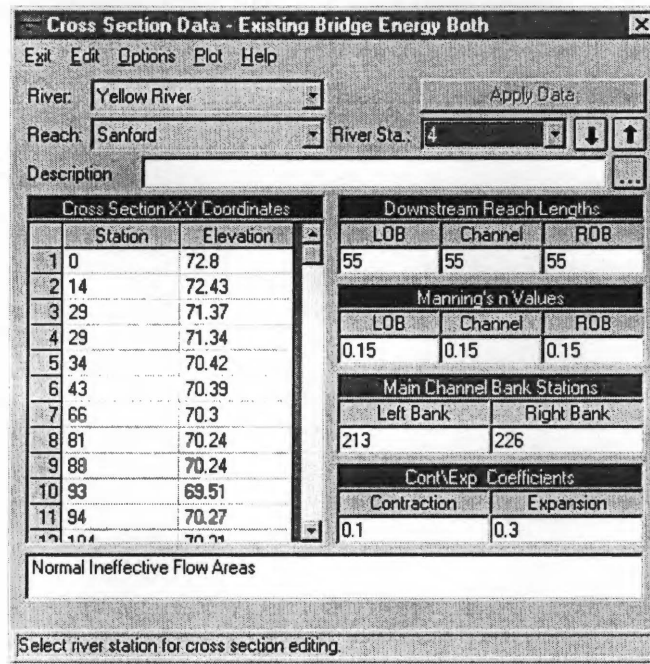 Cross Section Data - Existing Bridge Energy Both
Exit Edit Options Plot Help
River: Yellow River Apply Data
Reach: Sanford River Sta.: 4
Description ...
Cross Section X-Y Coordinates
Station Elevation
1 0 72.8
2 14 72.43
3 29 71.37
4 29 71.34
5 34 70.42
6 43 70.39
7 66 70.3
8 81 70.24
9 88 70.24
10 93 69.51
11 94 70.27
12 104 70.21
Downstream Reach Lengths
LOB Channel ROB
55 55 55
Manning's n Values
LOB Channel ROB
0.15 0.15 0.15
Main Channel Bank Stations
Left Bank Right Bank
213 226
Cont\Exp Coefficients
Contraction Expansion
0.1 0.3
Normal Ineffective Flow Areas
Select river station for cross section editing.